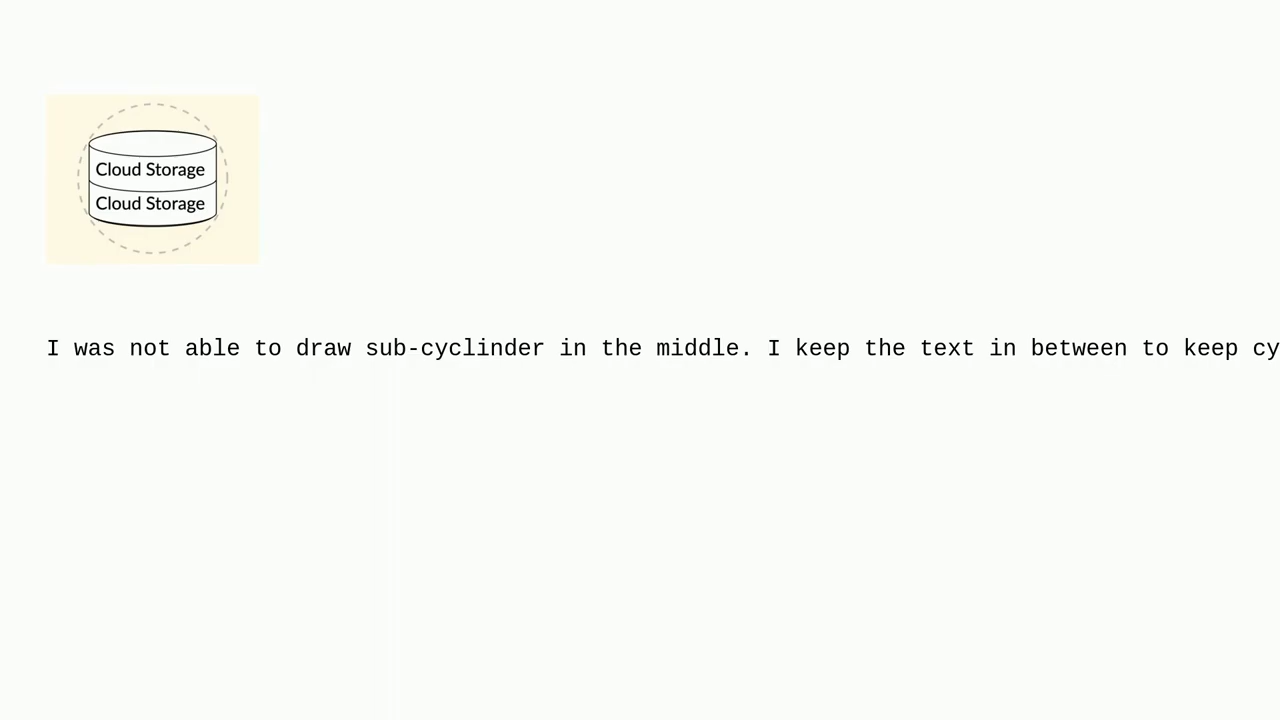 Cloud Storage
Cloud Storage
I was not able to draw sub-cyclinder in the middle. I keep the text in between to keep cy